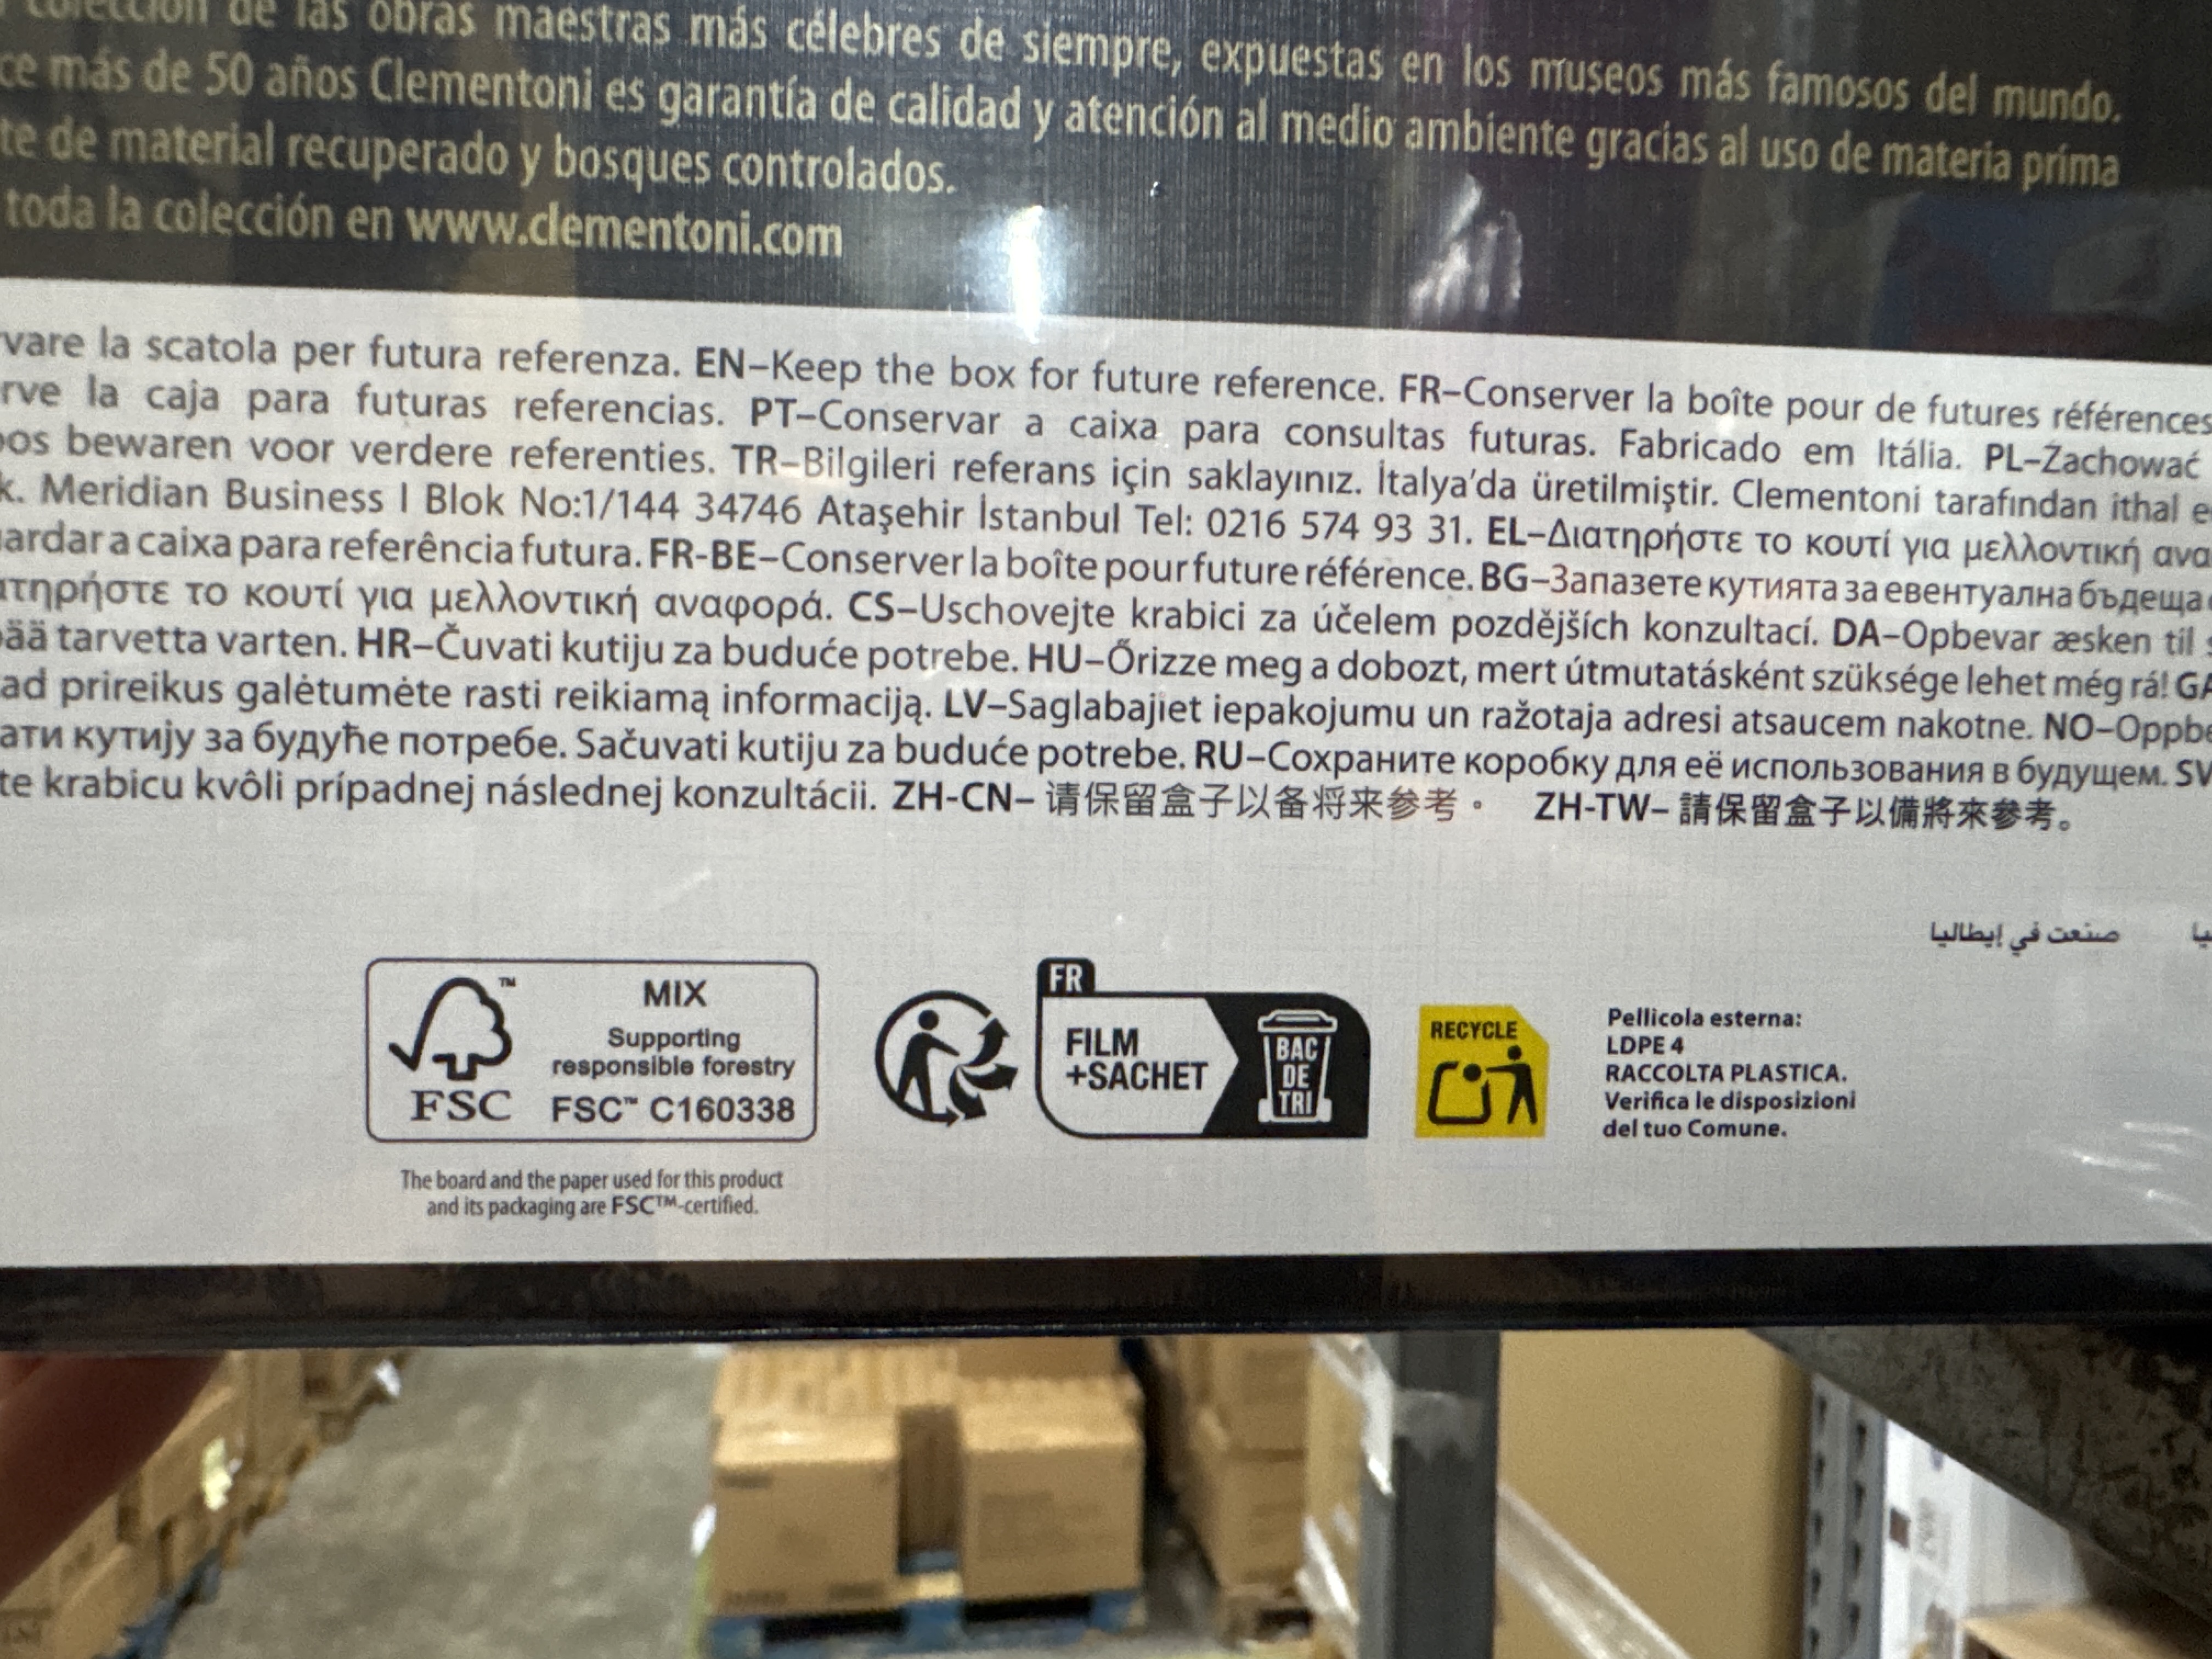 colección de las obras maestras más célebres de siempre, expuestas en los museos más famosos del mundo.
ce más de 50 años Clementoni es garantía de calidad y atención al medio ambiente gracias al uso de materia prima
te de material recuperado y bosques controlados.
toda la colección en www.clementoni.com
vare la scatola per futura referenza. EN–Keep the box for future reference. FR–Conserver la boîte pour de futures références
rve la caja para futuras referencias. PT–Conservar a caixa para consultas futuras. Fabricado em Itália. PL–Zachować
oos bewaren voor verdere referenties. TR–Bilgileri referans için saklayınız. İtalya'da üretilmiştir. Clementoni tarafından ithal e
k. Meridian Business I Blok No:1/144 34746 Ataşehir İstanbul Tel: 0216 574 93 31. EL–Διατηρήστε το κουτί για μελλοντική ανα
ardar a caixa para referência futura. FR-BE–Conserver la boîte pour future référence. BG–Запазете кутията за евентуална бъдеща
ατηρήστε το κουτί για μελλοντική αναφορά. CS–Uschovejte krabici za účelem pozdějších konzultací. DA–Opbevar æsken til
ää tarvetta varten. HR–Čuvati kutiju za buduće potrebe. HU–Őrizze meg a dobozt, mert útmutatásként szüksége lehet még rá! GA
ad prireikus galėtumėte rasti reikiamą informaciją. LV–Saglabajiet iepakojumu un ražotaja adresi atsaucem nakotne. NO–Oppbe
ати кутију за будуће потребе. Sačuvati kutiju za buduće potrebe. RU–Сохраните коробку для её использования в будущем. SV
te krabicu kvôli prípadnej následnej konzultácii. ZH-CN– 请保留盒子以备将来参考。 ZH-TW– 請保留盒子以備將來參考。
صنعت في إيطاليا
FSC™
MIX
Supporting
responsible forestry
FSC™ C160338
The board and the paper used for this product
and its packaging are FSC™-certified.
FR
FILM
+SACHET
BAC
DE
TRI
RECYCLE
Pellicola esterna:
LDPE 4
RACCOLTA PLASTICA.
Verifica le disposizioni
del tuo Comune.